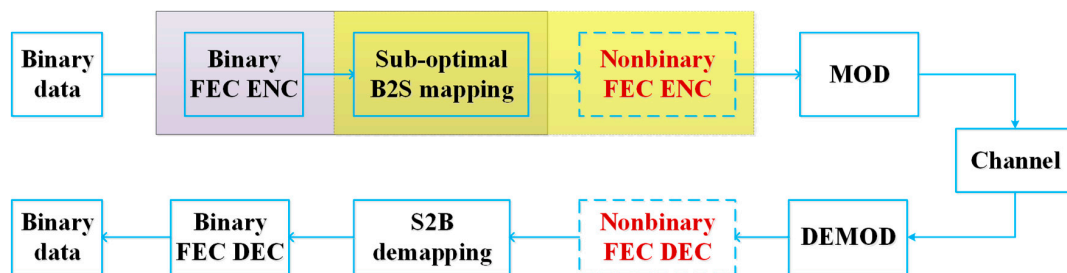 Binary
data
Binary
FEC ENC
Sub-optimal
B2S mapping
Nonbinary
FEC ENC
MOD
Channel
Binary
data
Binary
FEC DEC
S2B
demapping
Nonbinary
FEC DEC
DEMOD